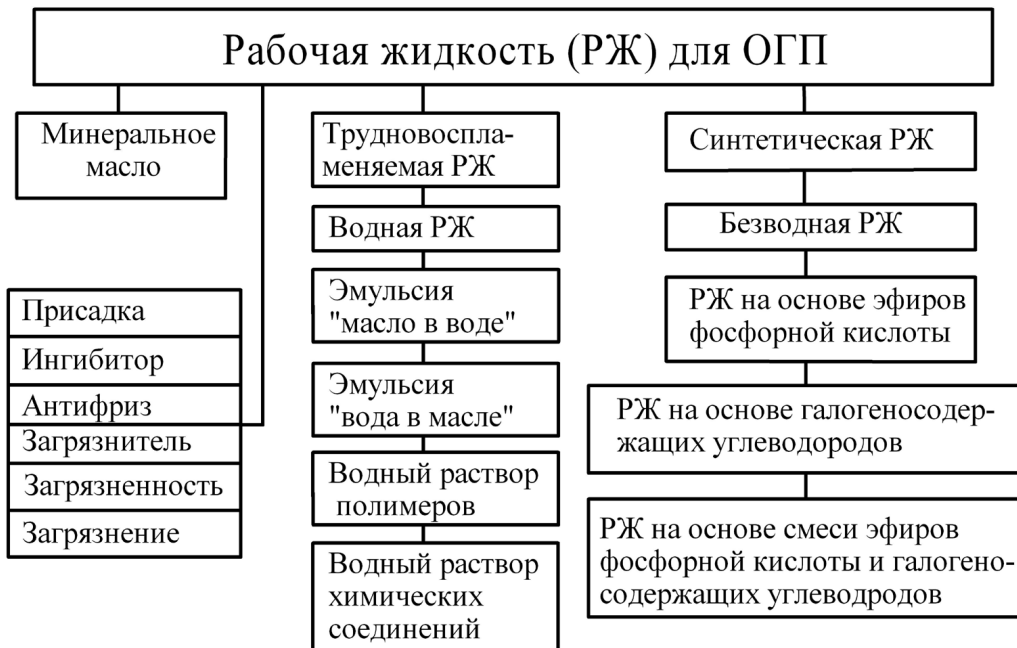 Рабочая жидкость (РЖ) для ОГП
Минеральное
масло
Присадка
Ингибитор
Антифриз
Загрязнитель
Загрязненность
Загрязнение
Трудновоспла-
меняемая РЖ
Водная РЖ
Эмульсия
"масло в воде"
Эмульсия
"вода в масле"
Водный раствор
полимеров
Водный раствор
химических
соединений
Синтетическая РЖ
Безводная РЖ
РЖ на основе эфиров
фосфорной кислоты
РЖ на основе галогеносодер-
жащих углеводородов
РЖ на основе смеси эфиров
фосфорной кислоты и галогено-
содержащих углеводродов